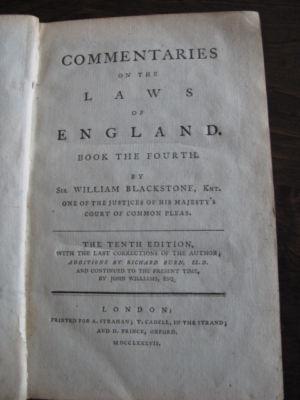 COMMENTARIES
ON THE
LAWS
OF
ENGLAND.
BOOK THE FOURTH.
BY
SIR WILLIAM BLACKSTONE, KNT.
ONE OF THE JUSTICES OF HIS MAJESTY'S
COURT OF COMMON PLEAS.
THE TENTH EDITION,
WITH THE LAST CORRECTIONS OF THE AUTHOR;
ADDITIONS BY RICHARD BURN, LL.D.
AND CONTINUED TO THE PRESENT TIME,
BY JOHN WILLIAMS, ESQ.
LONDON:
PRINTED FOR A. STRAHAN; T. CADELL, IN THE STRAND;
AND D. PRINCE, OXFORD.
MDCCLXXXVII.